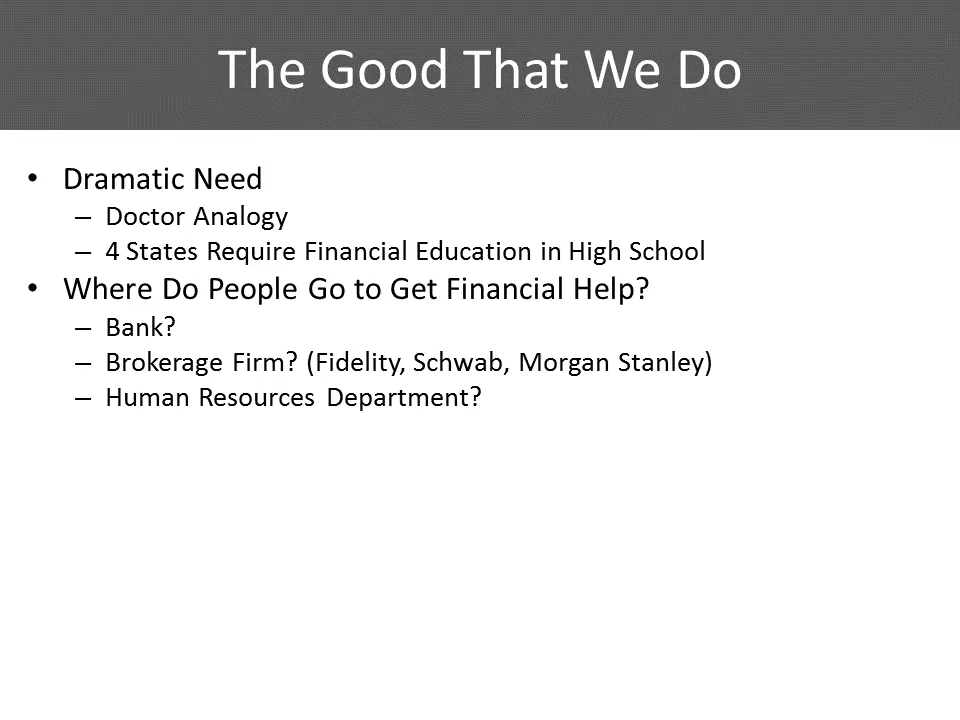 The Good That We Do
• Dramatic Need
– Doctor Analogy
– 4 States Require Financial Education in High School
• Where Do People Go to Get Financial Help?
– Bank?
– Brokerage Firm? (Fidelity, Schwab, Morgan Stanley)
– Human Resources Department?